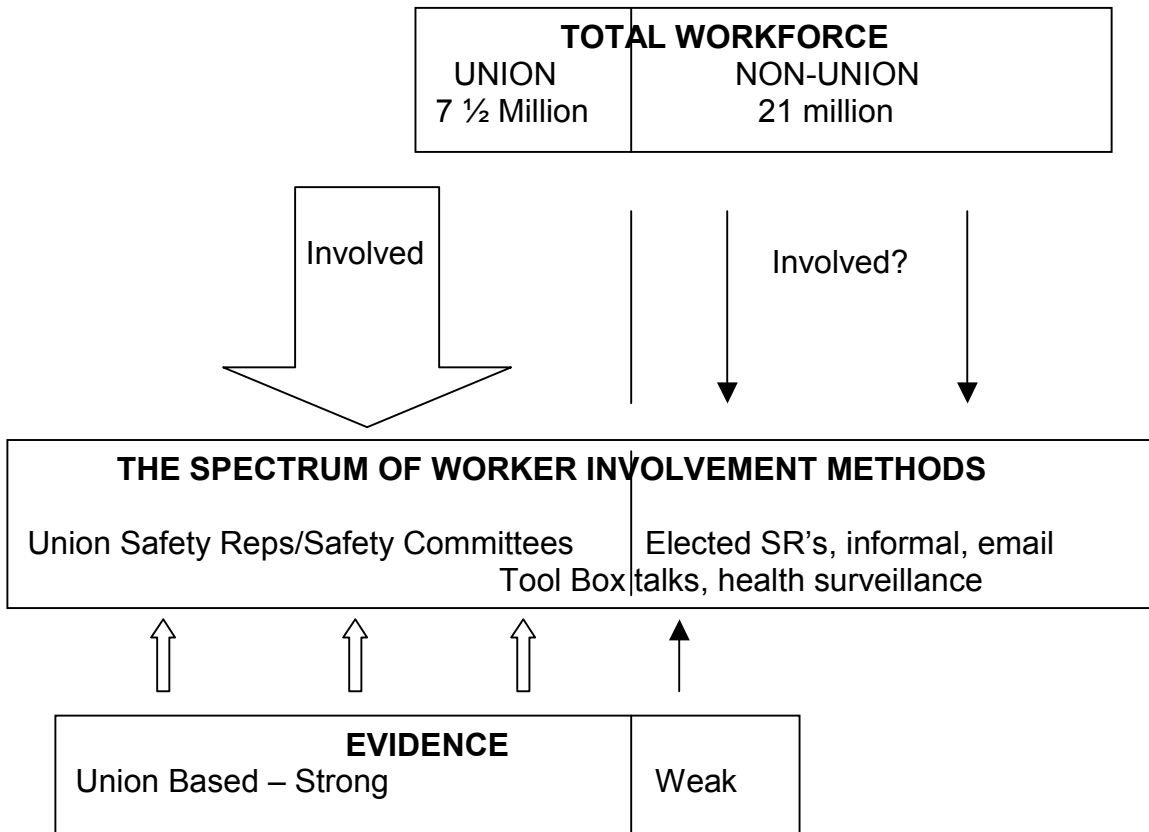 TOTAL WORKFORCE
UNION NON-UNION
7 ½ Million 21 million
Involved Involved?
THE SPECTRUM OF WORKER INVOLVEMENT METHODS
Union Safety Reps/Safety Committees Elected SR’s, informal, email
Tool Box talks, health surveillance
EVIDENCE
Union Based – Strong Weak